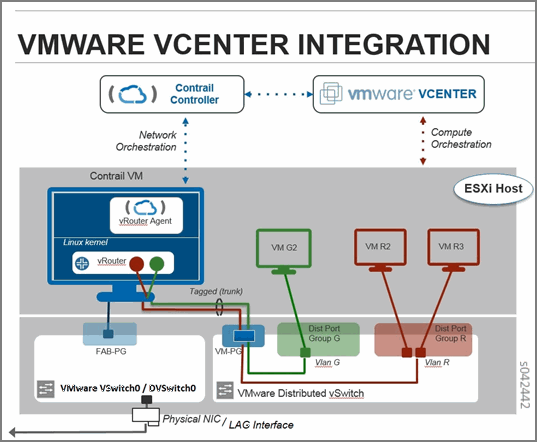 VMWARE VCENTER INTEGRATION
Contrail
Controller
vmware® VCENTER
Network
Orchestration
Compute
Orchestration
Contrail VM
ESXi Host
vRouter Agent
Linux kernel
vRouter
VM G2
VM R2
VM R3
Tagged (trunk)
FAB-PG
VM-PG
Dist Port
Group G
Vlan G
Dist Port
Group R
Vlan R
VMware VSwitch0 / DVSwitch0
VMware Distributed vSwitch
Physical NIC / LAG Interface
s042442